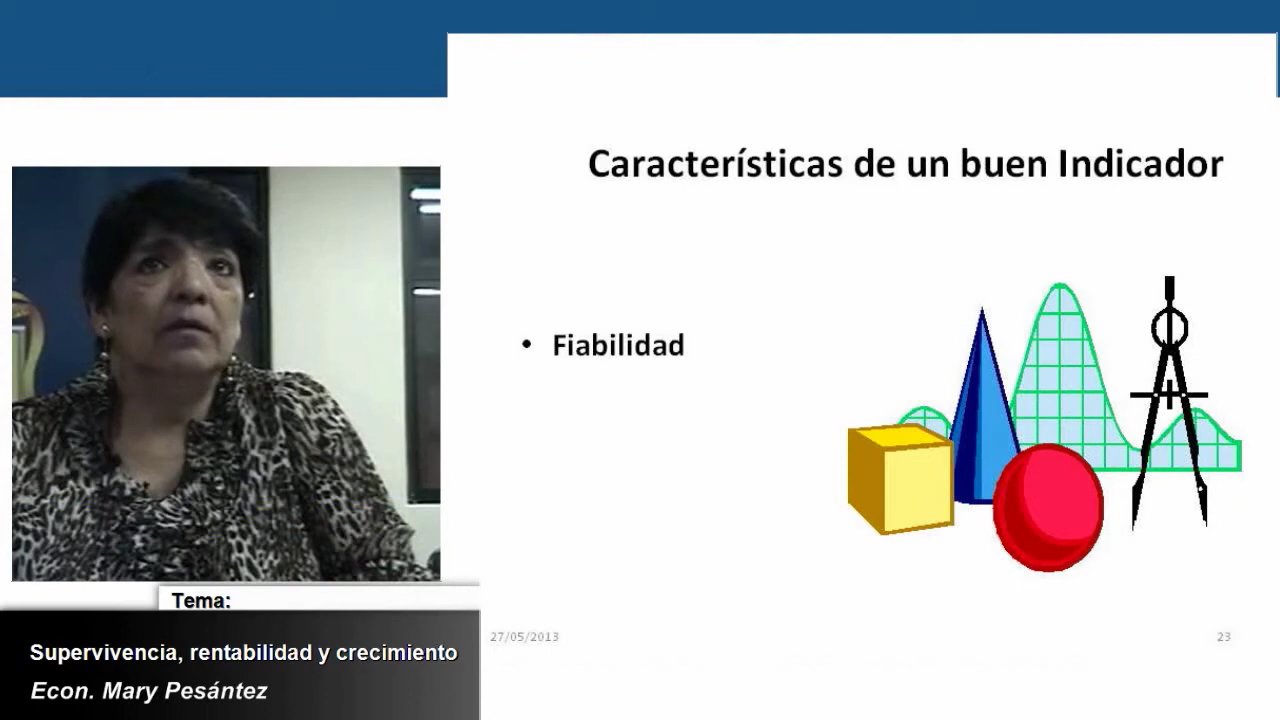 Características de un buen Indicador
• Fiabilidad
Tema:
Supervivencia, rentabilidad y crecimiento
Econ. Mary Pesántez
27/05/2013
23